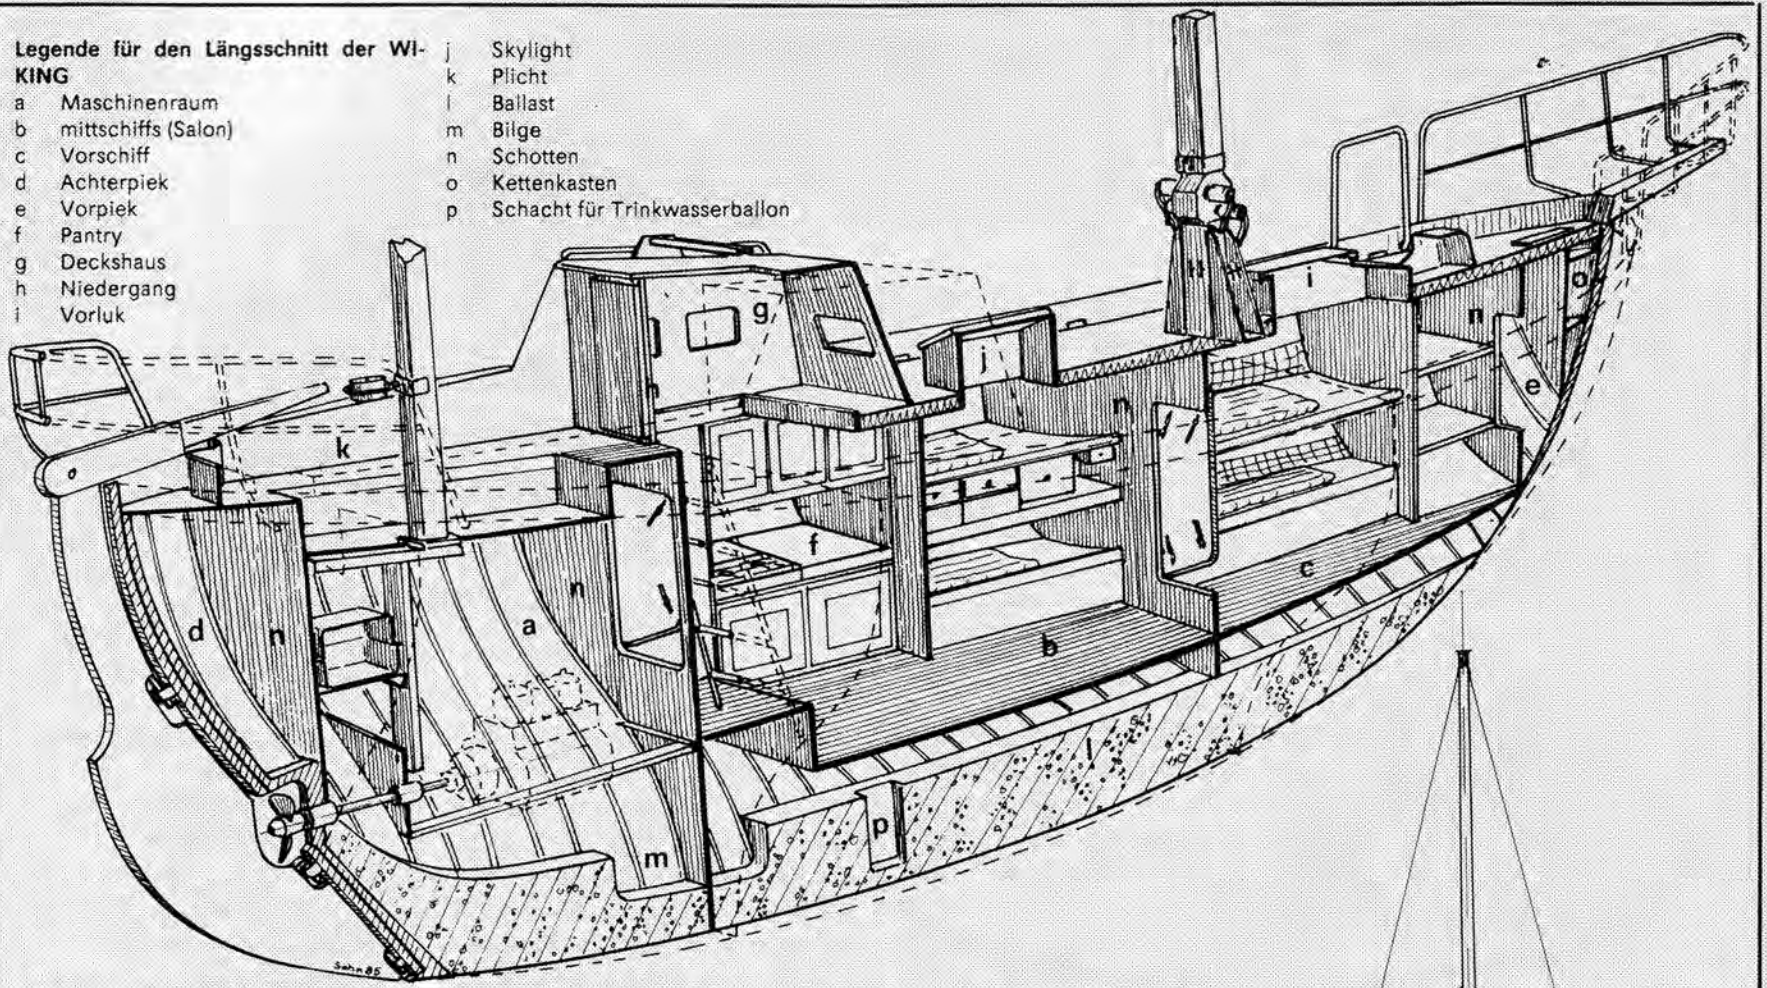 Legende für den Längsschnitt der WI-
KING
a Maschinenraum
b mittschiffs (Salon)
c Vorschiff
d Achterpiek
e Vorpiek
f Pantry
g Deckshaus
h Niedergang
i Vorluk
j Skylight
k Plicht
l Ballast
m Bilge
n Schotten
o Kettenkasten
p Schacht für Trinkwasserballon
g
i
n
o
j
h
n
e
k
f
c
n
a
d
n
b
l
p
m